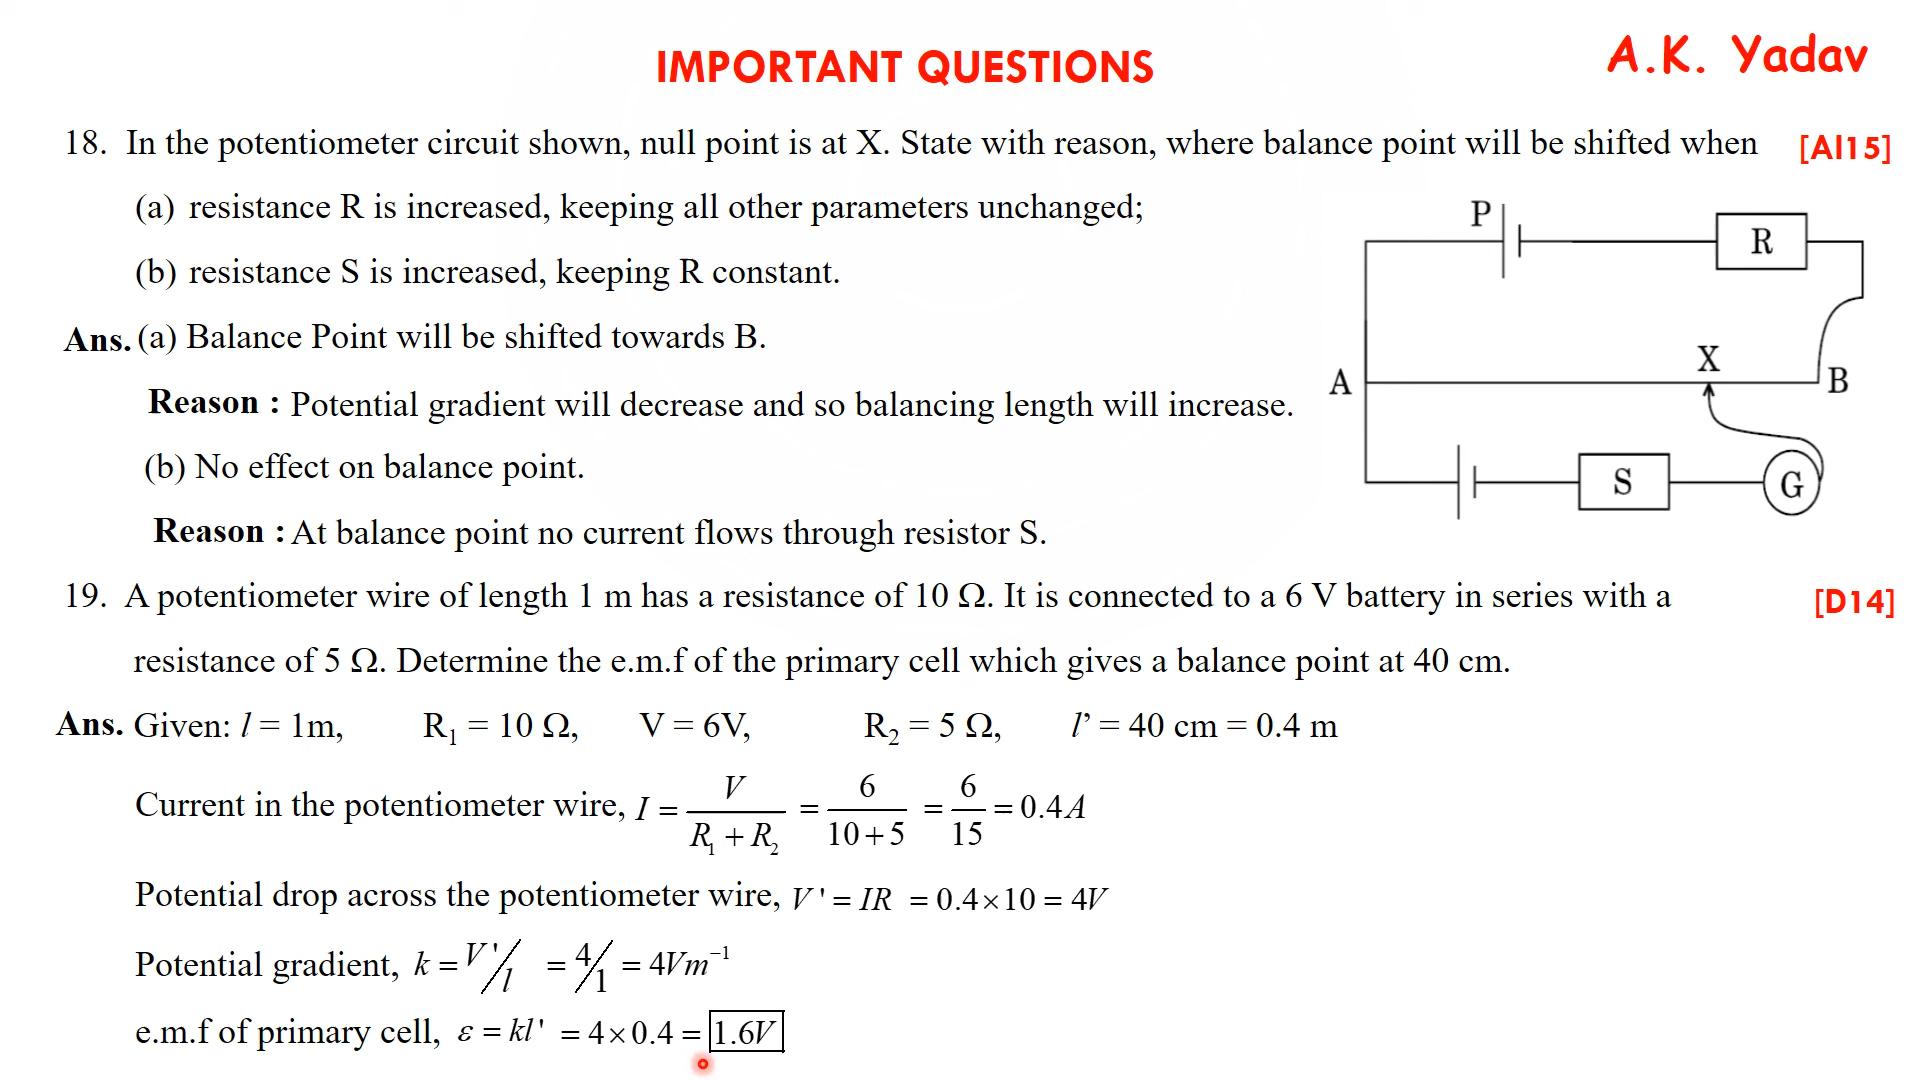 IMPORTANT QUESTIONS
A.K. Yadav
18. In the potentiometer circuit shown, null point is at X. State with reason, where balance point will be shifted when [AI15]
(a) resistance R is increased, keeping all other parameters unchanged;
(b) resistance S is increased, keeping R constant.
Ans. (a) Balance Point will be shifted towards B.
Reason : Potential gradient will decrease and so balancing length will increase.
(b) No effect on balance point.
Reason : At balance point no current flows through resistor S.
P
R
X
A
B
S
G
19. A potentiometer wire of length 1 m has a resistance of 10 Ω. It is connected to a 6 V battery in series with a [D14]
resistance of 5 Ω. Determine the e.m.f of the primary cell which gives a balance point at 40 cm.
Ans. Given: l = 1m, R₁ = 10 Ω, V = 6V, R₂ = 5 Ω, l’ = 40 cm = 0.4 m
Current in the potentiometer wire, I = V/(R₁ + R₂) = 6/(10+5) = 6/15 = 0.4A
Potential drop across the potentiometer wire, V' = IR = 0.4×10 = 4V
Potential gradient, k = V'/l = 4/1 = 4Vm⁻¹
e.m.f of primary cell, ε = kl' = 4×0.4 = 1.6V